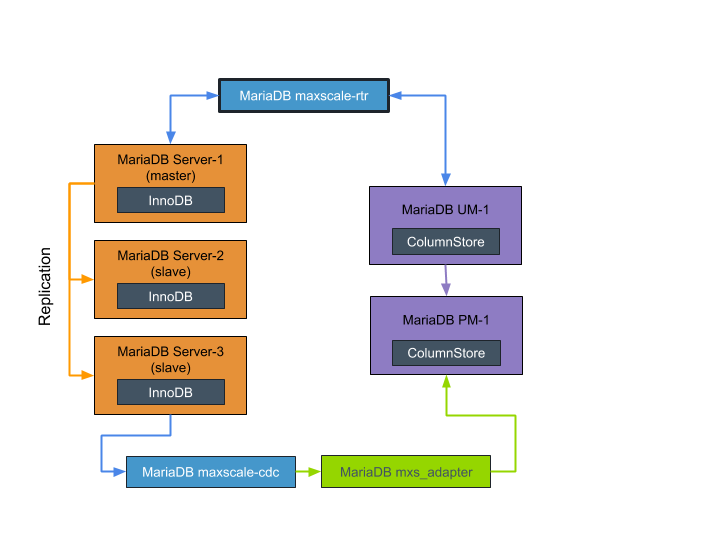 MariaDB maxscale-rtr
MariaDB Server-1
(master)
InnoDB
MariaDB UM-1
ColumnStore
Replication
MariaDB Server-2
(slave)
InnoDB
MariaDB PM-1
ColumnStore
MariaDB Server-3
(slave)
InnoDB
MariaDB maxscale-cdc
MariaDB mxs_adapter